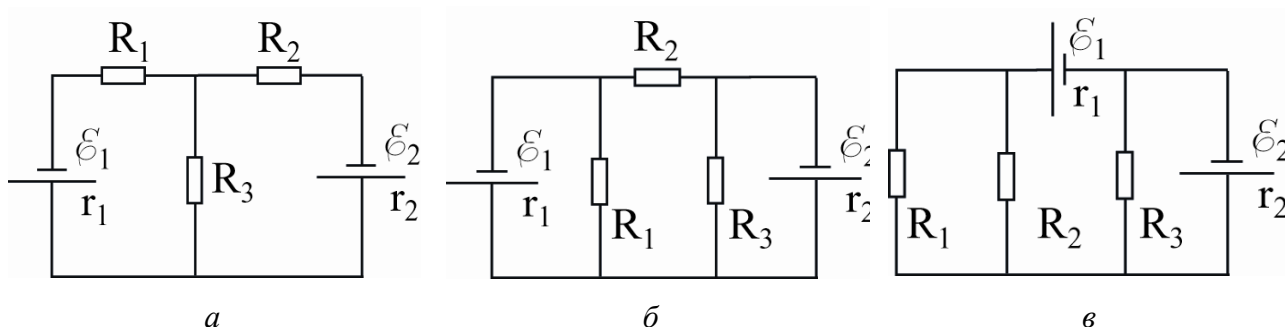 R₁ R₂
ℰ₁ ℰ₂
R₃
r₁ r₂
а
R₂
ℰ₁ ℰ₂
r₁ r₂
R₁ R₃
б
ℰ₁
r₁
ℰ₂
r₂
R₁ R₂ R₃
в